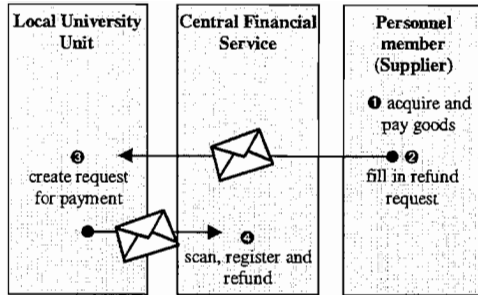 Local University
Unit
Central Financial
Service
Personnel
member
(Supplier)
❶ acquire and
pay goods
❷
fill in refund
request
❸
create request
for payment
❹
scan, register and
refund